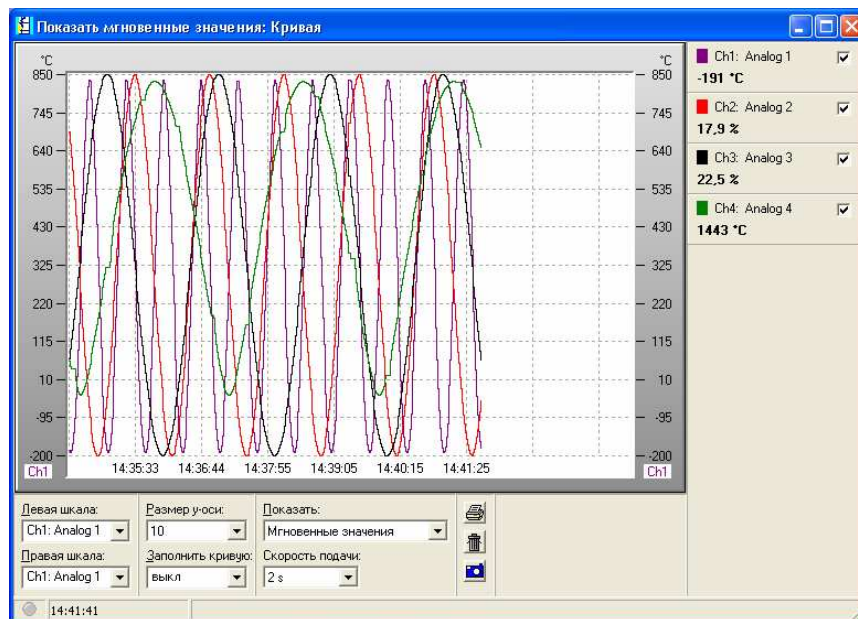 Показать мгновенные значения: Кривая
°C °C
850 850
745 745
640 640
535 535
430 430
325 325
220 220
115 115
10 10
-95 -95
-200 -200
Ch1 14:35:33 14:36:44 14:37:55 14:39:05 14:40:15 14:41:25 Ch1
Ch1: Analog 1
-191 °C
Ch2: Analog 2
17,9 %
Ch3: Analog 3
22,5 %
Ch4: Analog 4
1443 °C
Левая шкала: Размер y-оси: Показать:
Ch1: Analog 1 10 Мгновенные значения
Правая шкала: Заполнить кривую: Скорость подачи:
Ch1: Analog 1 выкл 2 s
14:41:41